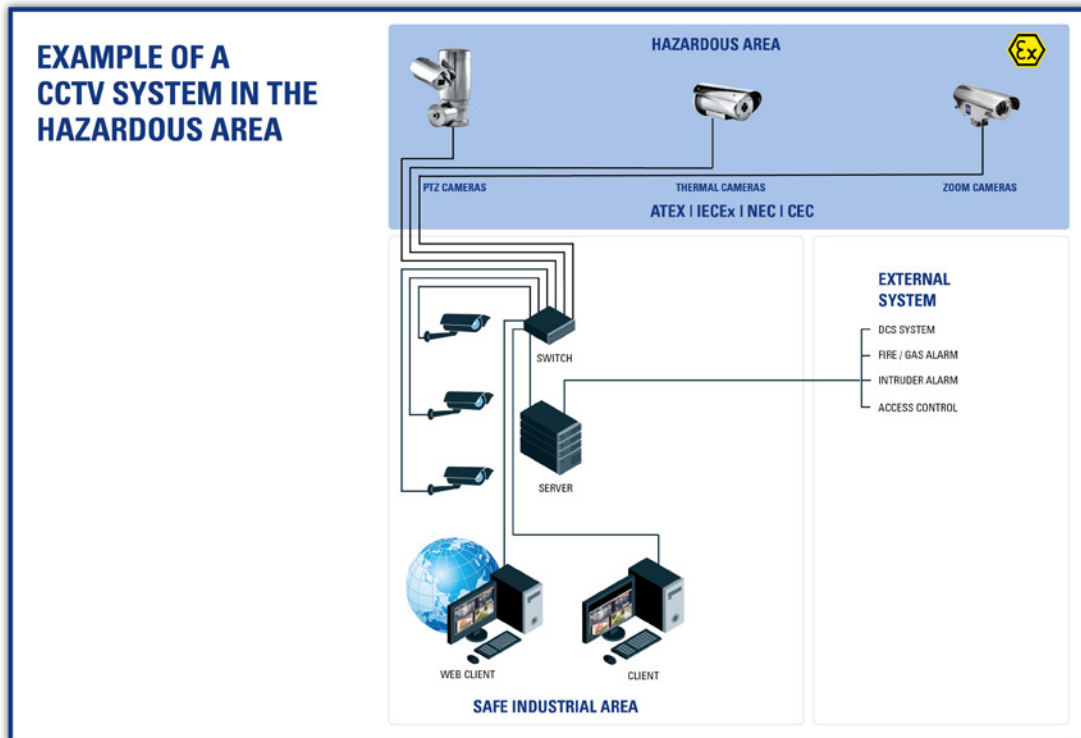 EXAMPLE OF A
CCTV SYSTEM IN THE
HAZARDOUS AREA
HAZARDOUS AREA
Ex
PTZ CAMERAS
THERMAL CAMERAS
ZOOM CAMERAS
ATEX | IECEx | NEC | CEC
SWITCH
SERVER
WEB CLIENT
CLIENT
SAFE INDUSTRIAL AREA
EXTERNAL
SYSTEM
DCS SYSTEM
FIRE / GAS ALARM
INTRUDER ALARM
ACCESS CONTROL